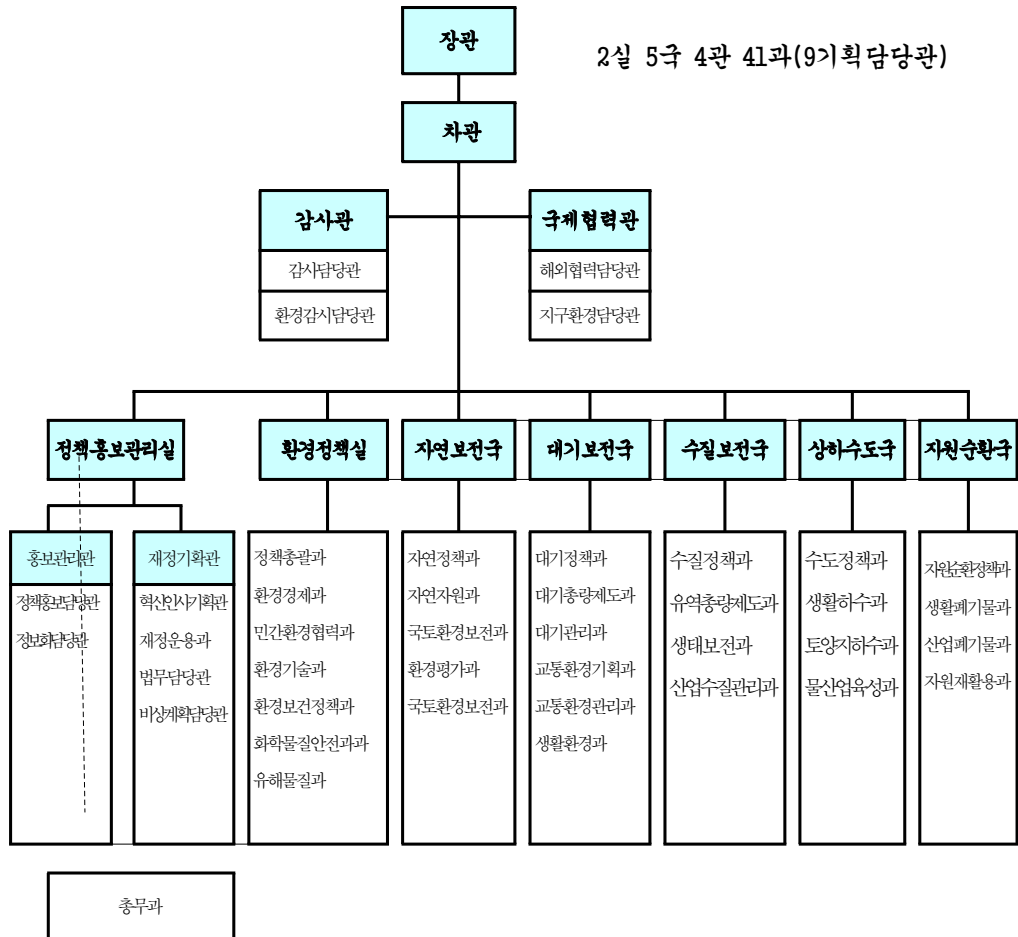 장관
2실 5국 4관 41과(9기획담당관)
차관
감사관
국제협력관
감사담당관
해외협력담당관
환경감시담당관
지구환경담당관
정책홍보관리실
환경정책실
자연보전국
대기보전국
수질보전국
상하수도국
자원순환국
홍보관리관
정책홍보담당관
정보화담당관
재정기획관
혁신인사기획관
재정운용과
법무담당관
비상계획담당관
정책총괄과
환경경제과
민간환경협력과
환경기술과
환경보건정책과
화학물질안전과과
유해물질과
자연정책과
자연자원과
국토환경보전과
환경평가과
국토환경보전과
대기정책과
대기총량제도과
대기관리과
교통환경기획과
교통환경관리과
생활환경과
수질정책과
유역총량제도과
생태보전과
산업수질관리과
수도정책과
생활하수과
토양지하수과
물산업육성과
자원순환정책과
생활폐기물과
산업폐기물과
자원재활용과
총무과